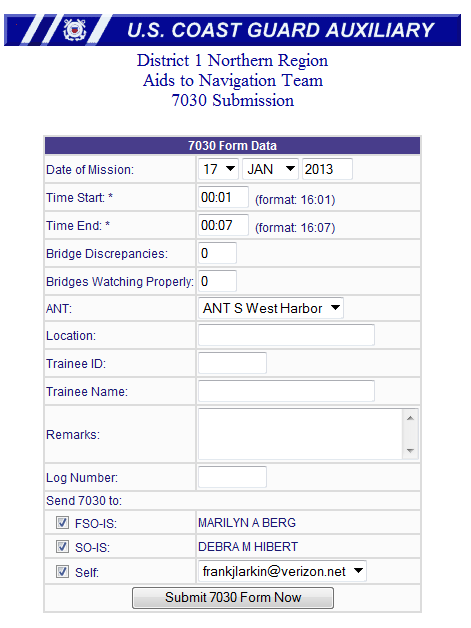 U.S. COAST GUARD AUXILIARY
District 1 Northern Region
Aids to Navigation Team
7030 Submission
7030 Form Data
Date of Mission: 17 JAN 2013
Time Start: * 00:01 (format: 16:01)
Time End: * 00:07 (format: 16:07)
Bridge Discrepancies: 0
Bridges Watching Properly: 0
ANT: ANT S West Harbor
Location:
Trainee ID:
Trainee Name:
Remarks:
Log Number:
Send 7030 to:
FSO-IS: MARILYN A BERG
SO-IS: DEBRA M HIBERT
Self: frankjlarkin@verizon.net
Submit 7030 Form Now